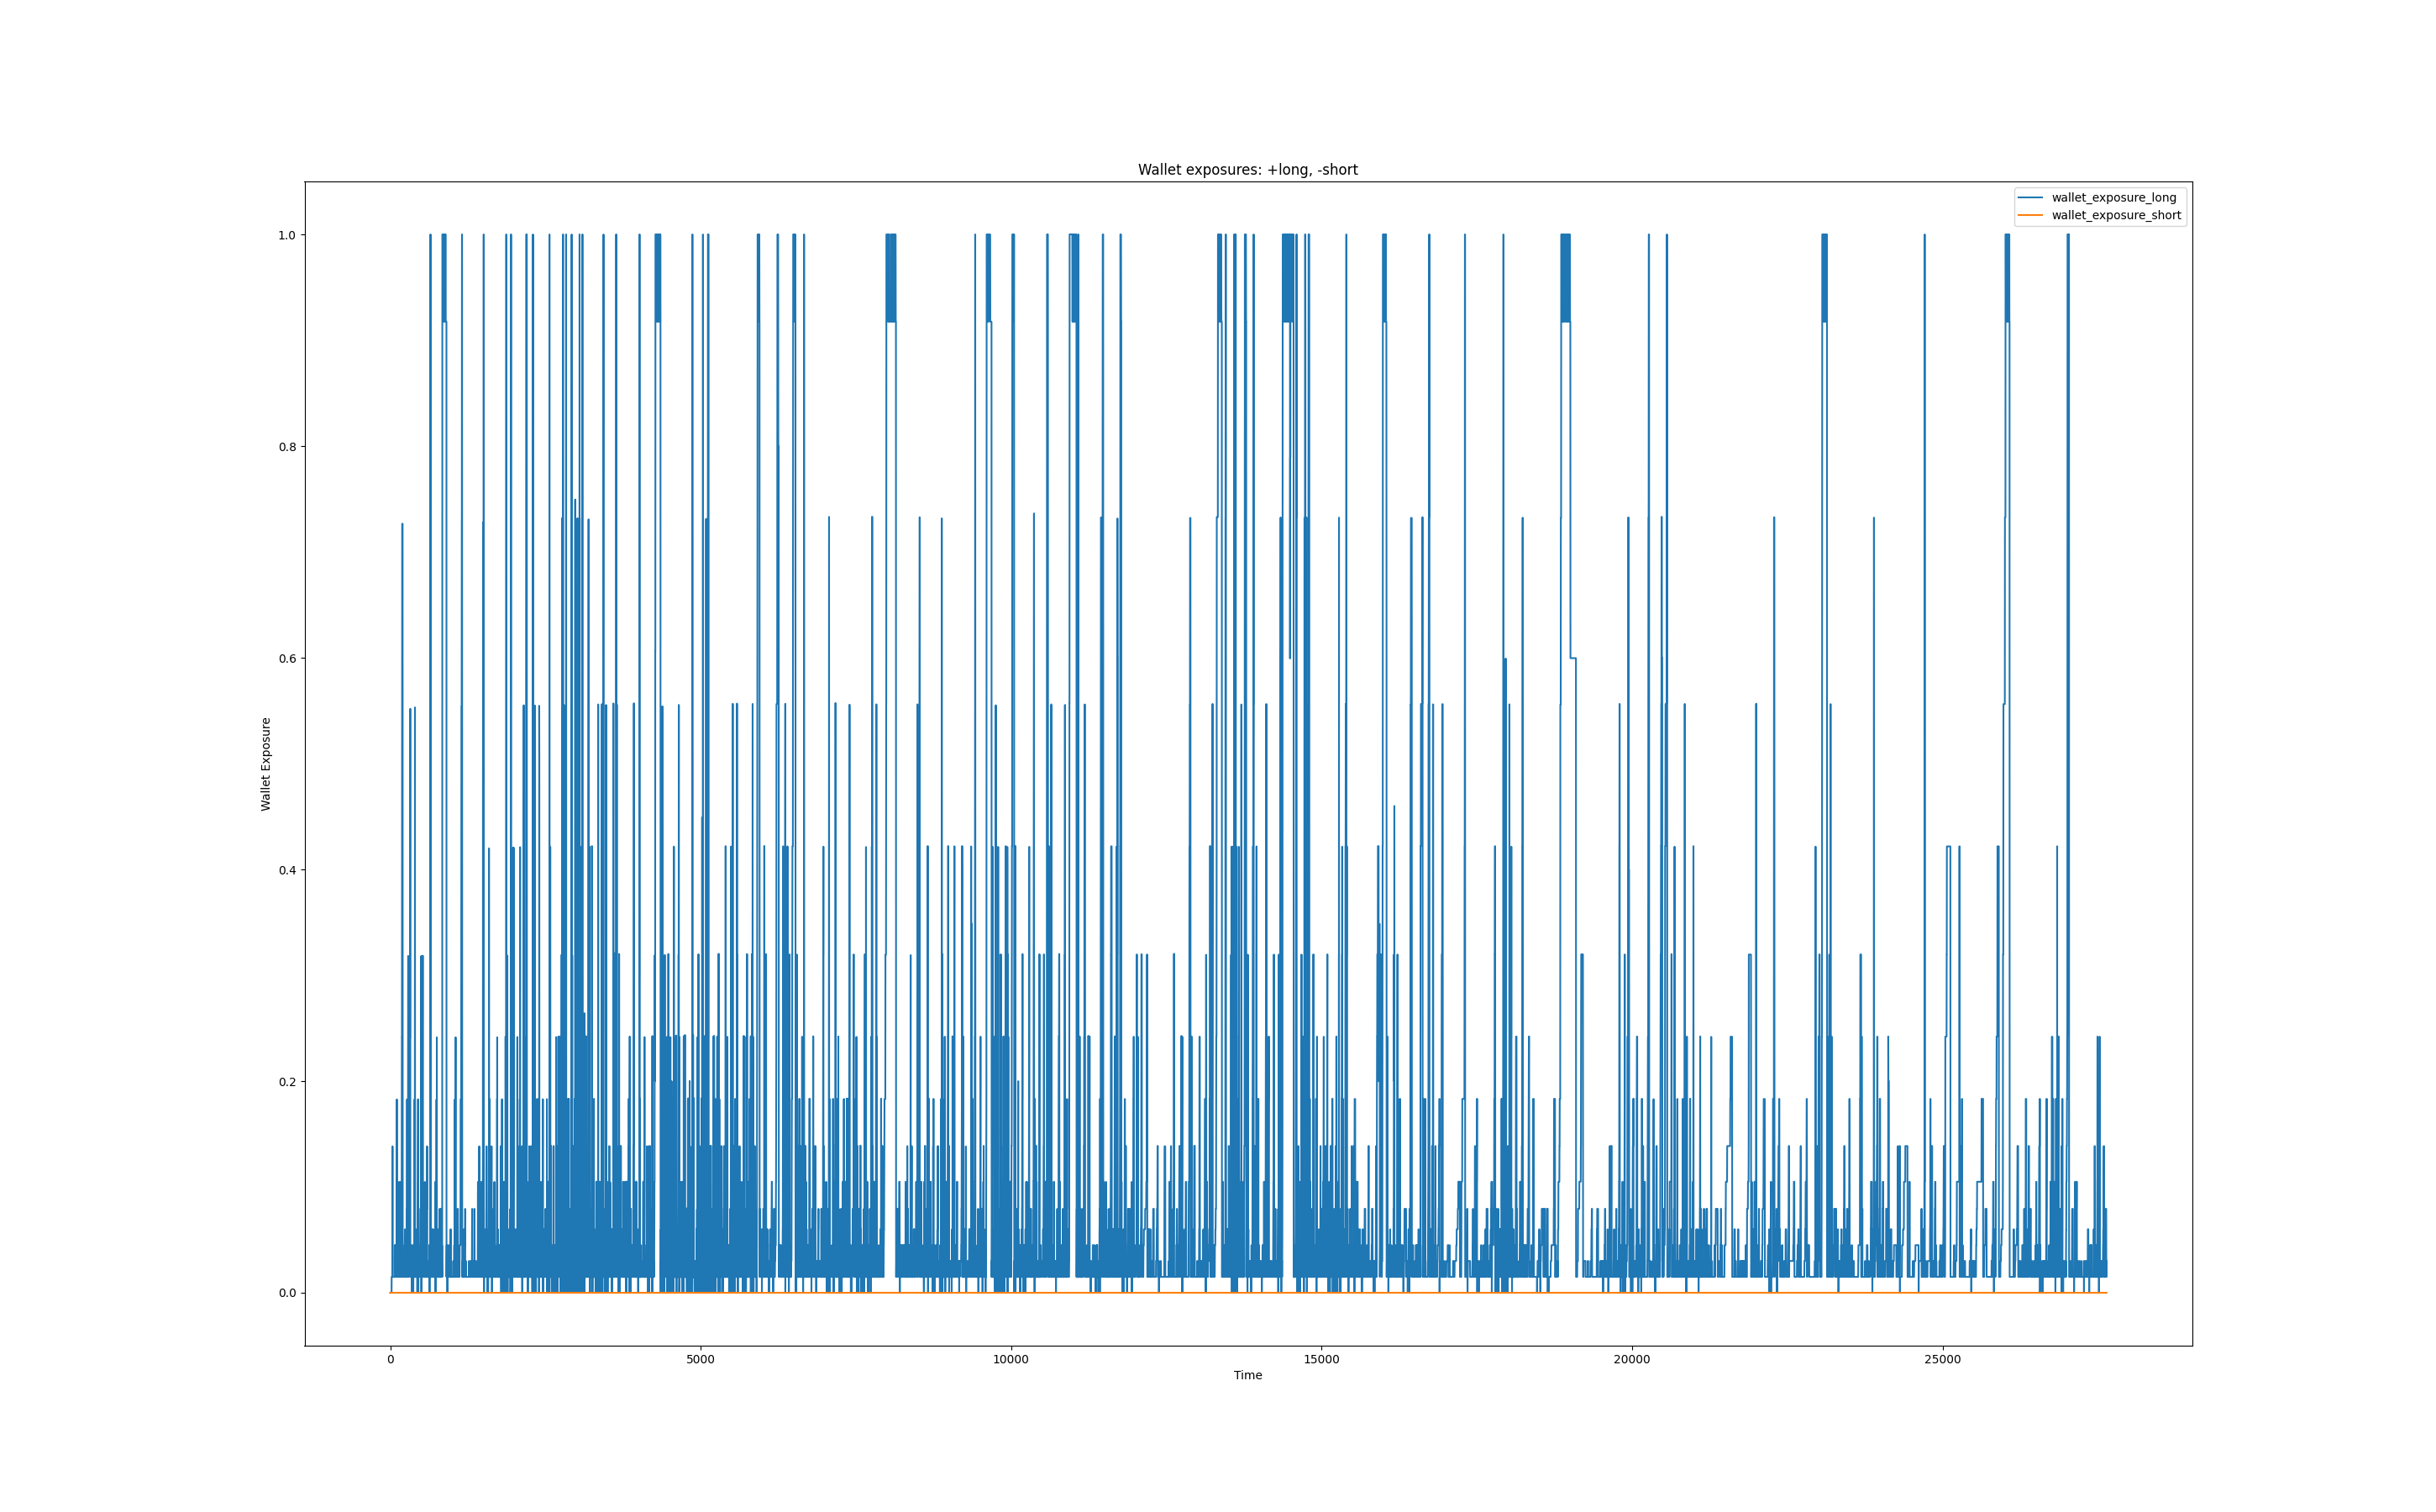 Wallet exposures: +long, -short
wallet_exposure_long
wallet_exposure_short
1.0
0.8
0.6
0.4
0.2
0.0
Wallet Exposure
0 5000 10000 15000 20000 25000
Time